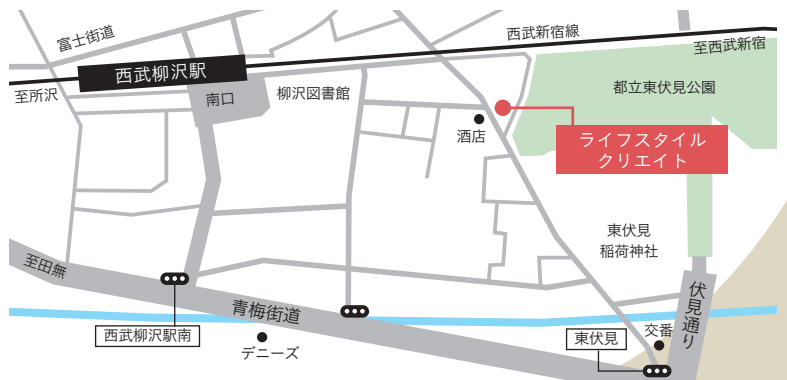 富士街道
西武新宿線
至西武新宿
西武柳沢駅
至所沢
南口
柳沢図書館
都立東伏見公園
酒店
ライフスタイル
クリエイト
東伏見
稲荷神社
至田無
青梅街道
伏見通り
西武柳沢駅南
デニーズ
東伏見
交番